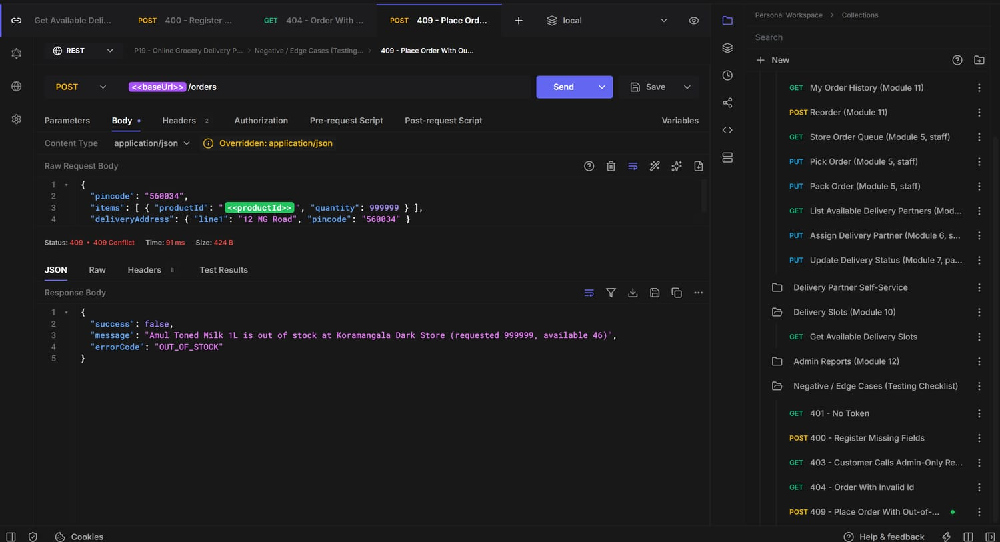 Get Available Deli...
POST 400 - Register ...
GET 404 - Order With ...
POST 409 - Place Ord...
local
REST
P19 - Online Grocery Delivery P... > Negative / Edge Cases (Testing... > 409 - Place Order With Ou...
POST <<baseUrl>> /orders
Send
Save
Parameters Body • Headers 2 Authorization Pre-request Script Post-request Script Variables
Content Type application/json Overridden: application/json
Raw Request Body
1 {
2 "pincode": "560034",
3 "items": [ { "productId": "<<productId>>", "quantity": 999999 } ],
4 "deliveryAddress": { "line1": "12 MG Road", "pincode": "560034" }
Status: 409 • 409 Conflict Time: 91 ms Size: 424 B
JSON Raw Headers 8 Test Results
Response Body
1 {
2 "success": false,
3 "message": "Amul Toned Milk 1L is out of stock at Koramangala Dark Store (requested 999999, available 46)",
4 "errorCode": "OUT_OF_STOCK"
5 }
Personal Workspace > Collections
Search
New
GET My Order History (Module 11)
POST Reorder (Module 11)
GET Store Order Queue (Module 5, staff)
PUT Pick Order (Module 5, staff)
PUT Pack Order (Module 5, staff)
GET List Available Delivery Partners (Mod...
PUT Assign Delivery Partner (Module 6, s...
PUT Update Delivery Status (Module 7, pa...
Delivery Partner Self-Service
Delivery Slots (Module 10)
GET Get Available Delivery Slots
Admin Reports (Module 12)
Negative / Edge Cases (Testing Checklist)
GET 401 - No Token
POST 400 - Register Missing Fields
GET 403 - Customer Calls Admin-Only Re...
GET 404 - Order With Invalid Id
POST 409 - Place Order With Out-of-...
Cookies
Help & feedback